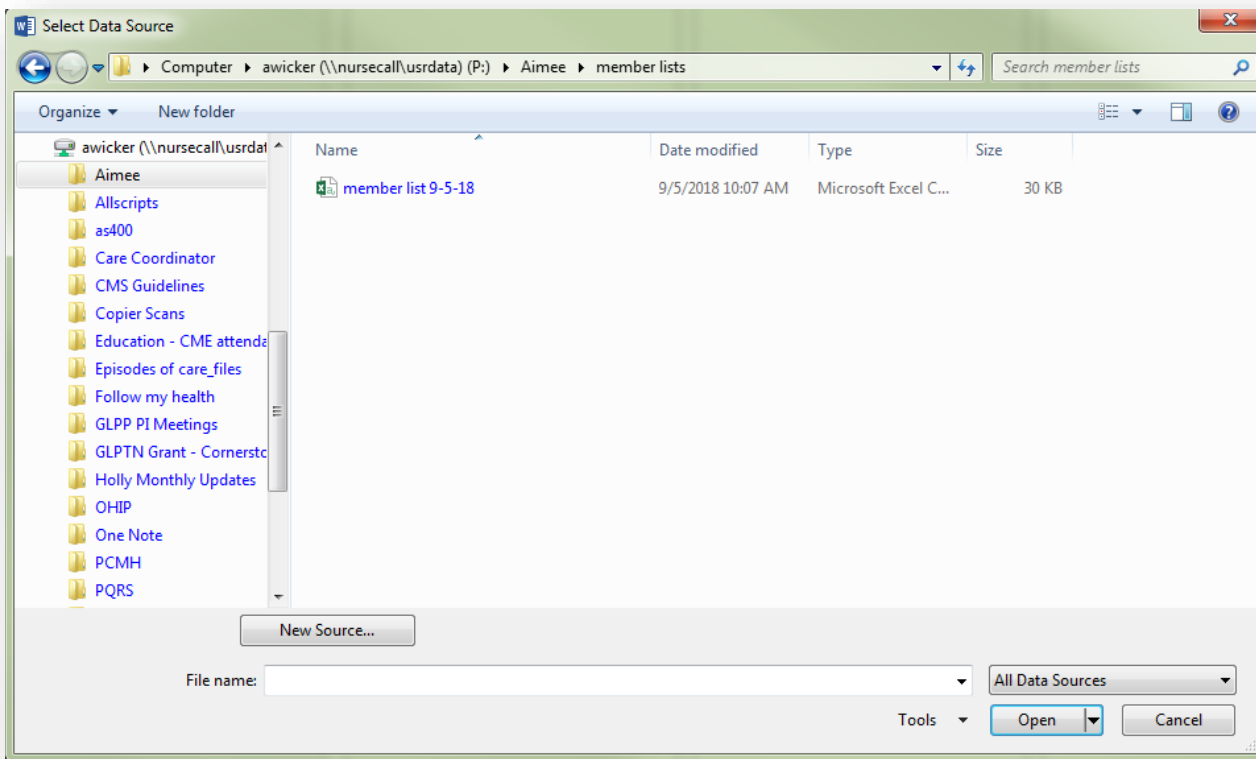 Select Data Source
Computer ▸ awicker (\\nursecall\usrdata) (P:) ▸ Aimee ▸ member lists
Search member lists
Organize
New folder
awicker (\\nursecall\usrdat
Name
Date modified
Type
Size
Aimee
member list 9-5-18
9/5/2018 10:07 AM
Microsoft Excel C...
30 KB
Allscripts
as400
Care Coordinator
CMS Guidelines
Copier Scans
Education - CME attenda
Episodes of care_files
Follow my health
GLPP PI Meetings
GLPTN Grant - Cornersto
Holly Monthly Updates
OHIP
One Note
PCMH
PQRS
New Source...
File name:
All Data Sources
Tools
Open
Cancel